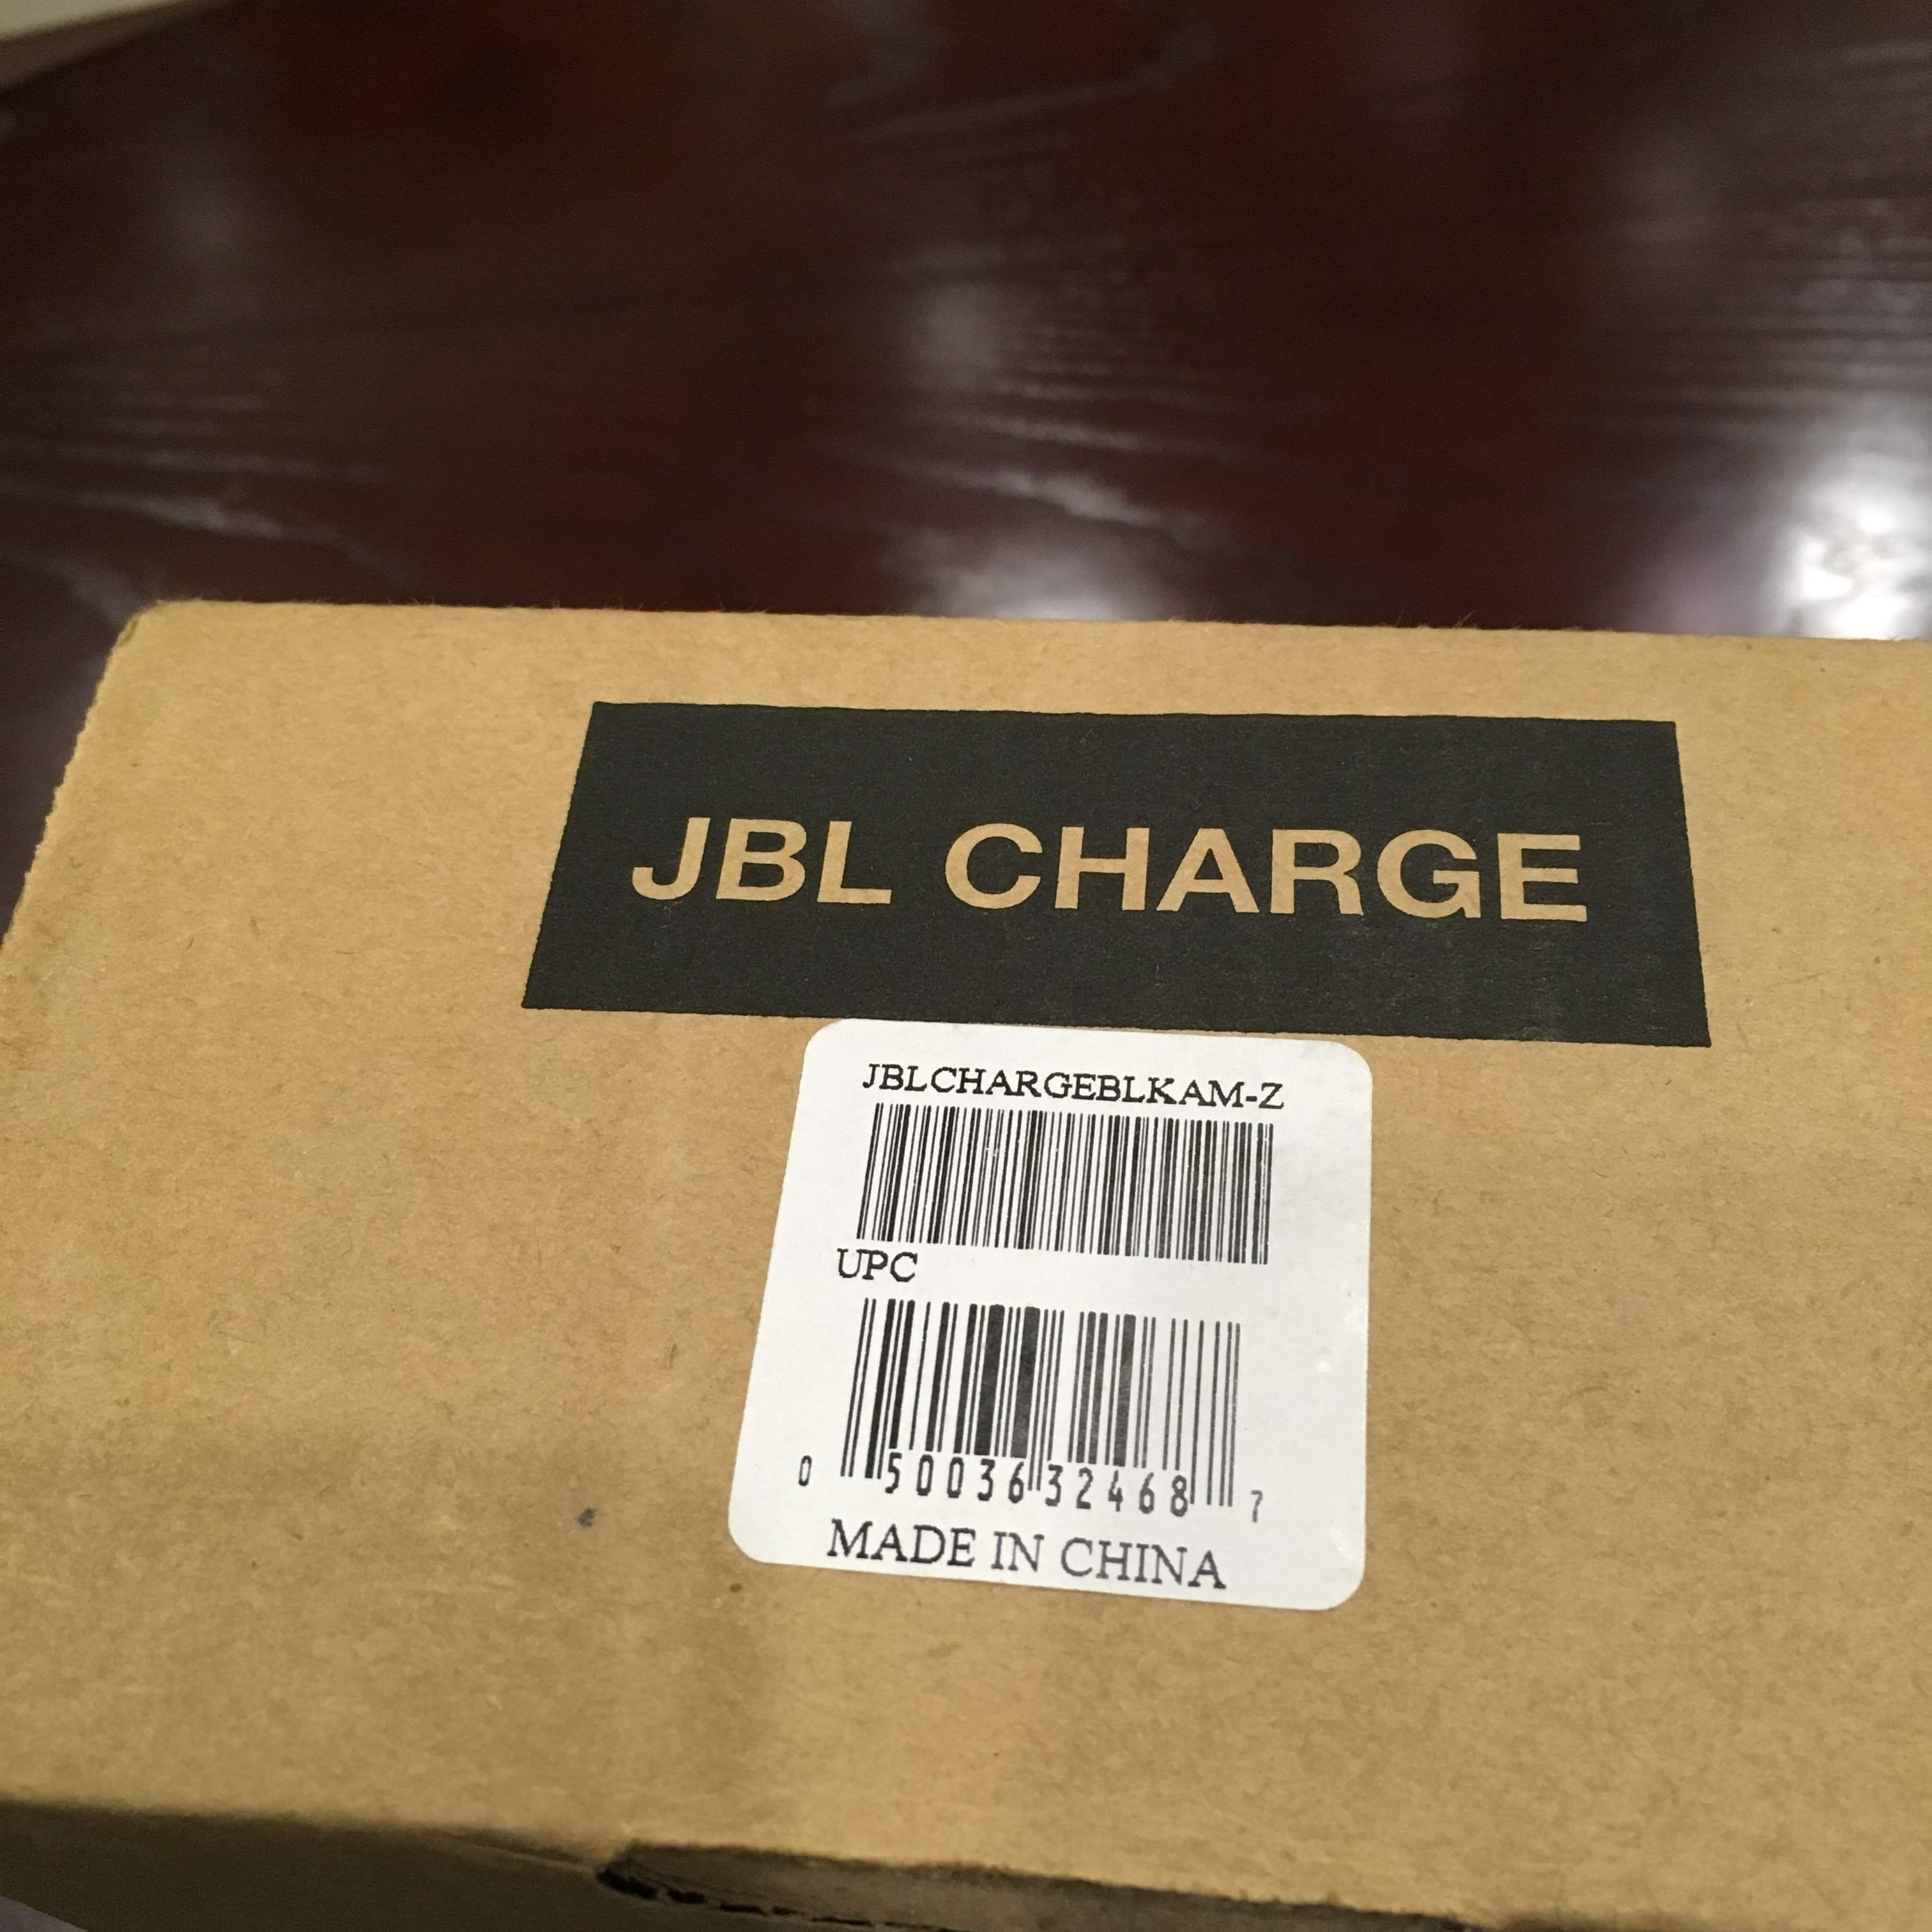 JBL CHARGE
JBLCHARGEBLKAM-Z
UPC
0 50036 32468 7
MADE IN CHINA